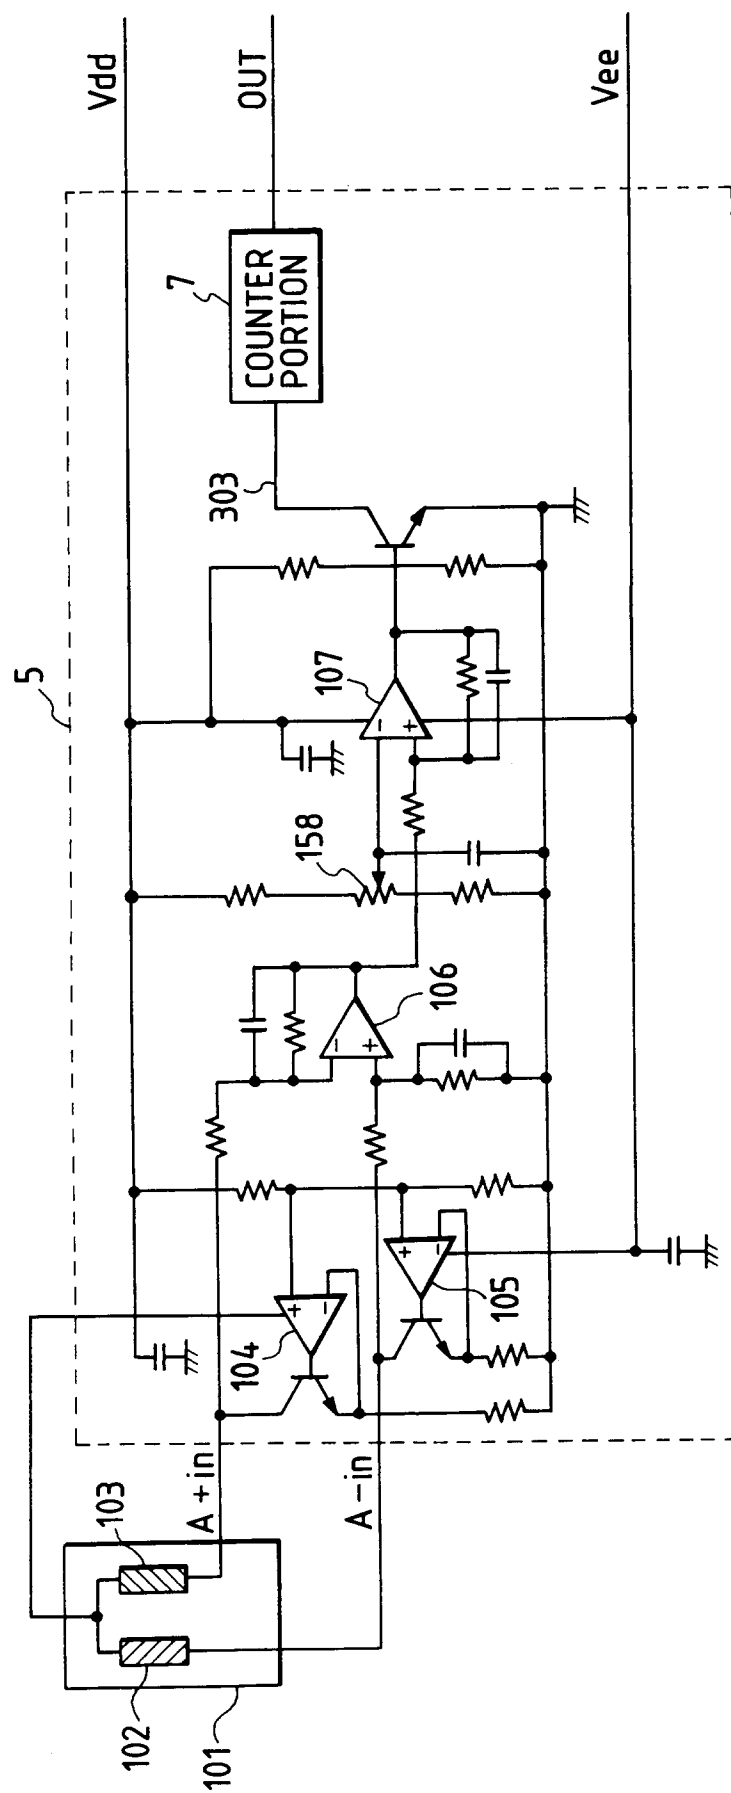 5
Vdd
OUT
Vee
7
COUNTER
PORTION
303
107
−
+
158
106
−
+
104
+
−
105
+
−
A+in
A−in
103
102
101